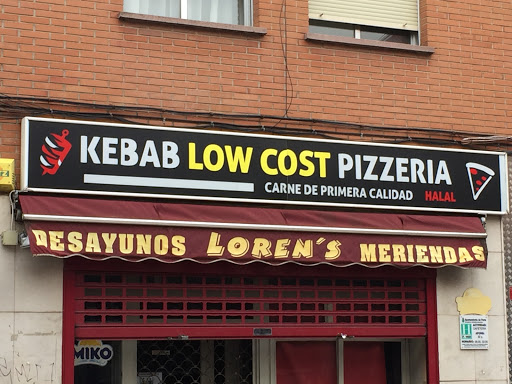 KEBAB LOW COST PIZZERIA
CARNE DE PRIMERA CALIDAD HALAL
DESAYUNOS LOREN'S MERIENDAS
MIKO